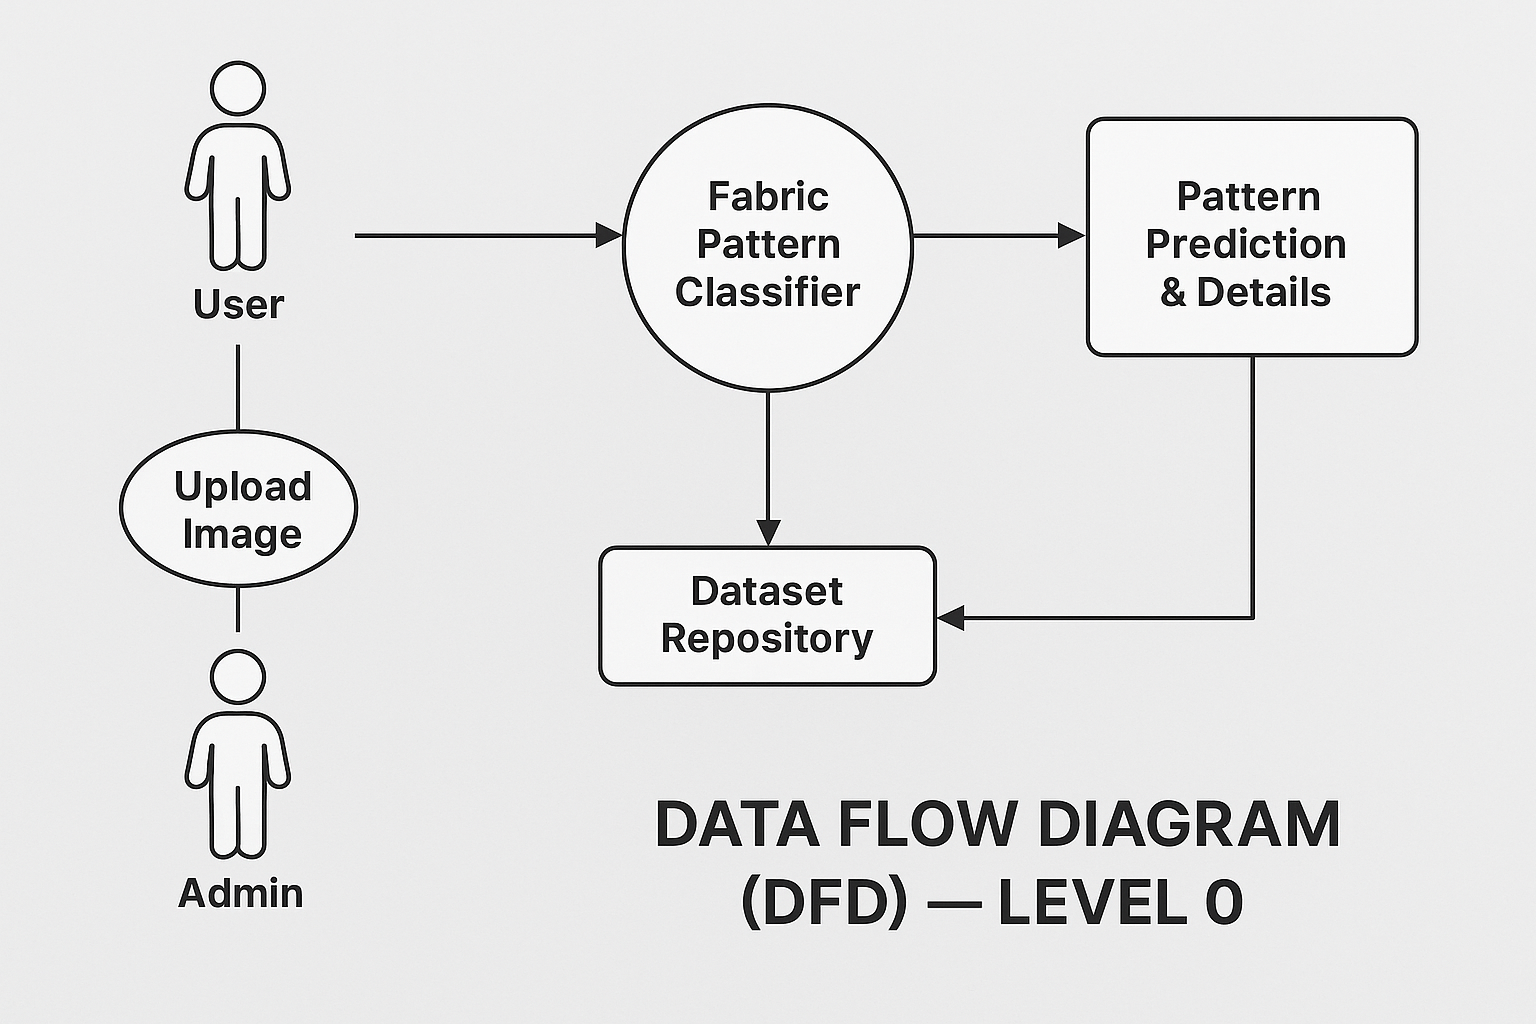 User
Fabric
Pattern
Classifier
Pattern
Prediction
& Details
Upload
Image
Dataset
Repository
Admin
DATA FLOW DIAGRAM
(DFD) — LEVEL 0